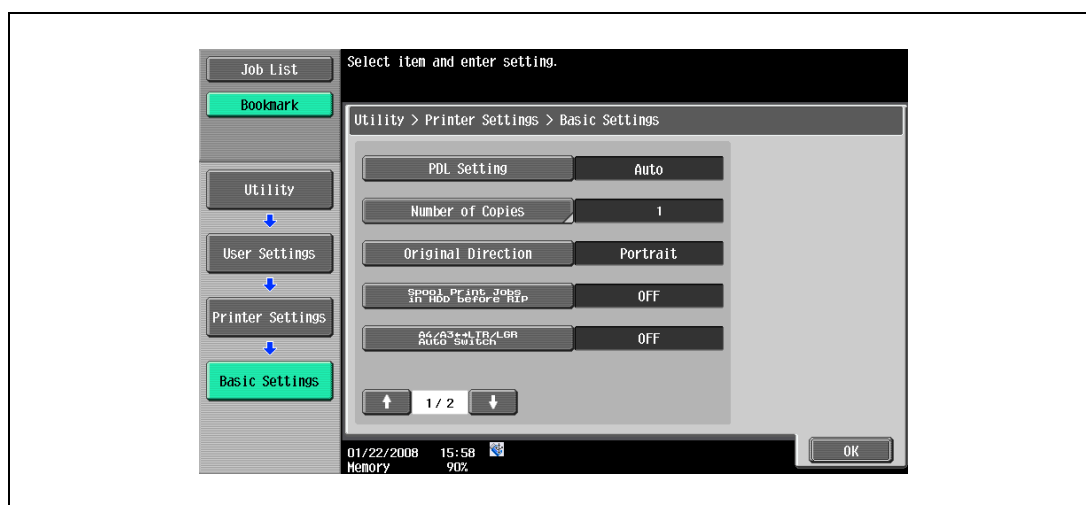 Job List
Bookmark
Utility
User Settings
Printer Settings
Basic Settings
Select item and enter setting.
Utility > Printer Settings > Basic Settings
PDL Setting
Auto
Number of Copies
1
Original Direction
Portrait
Spool Print Jobs
in HDD before RIP
OFF
A4/A3↔LTR/LGR
Auto Switch
OFF
↑ 1/ 2 ↓
01/22/2008 15:58
Memory 90%
OK